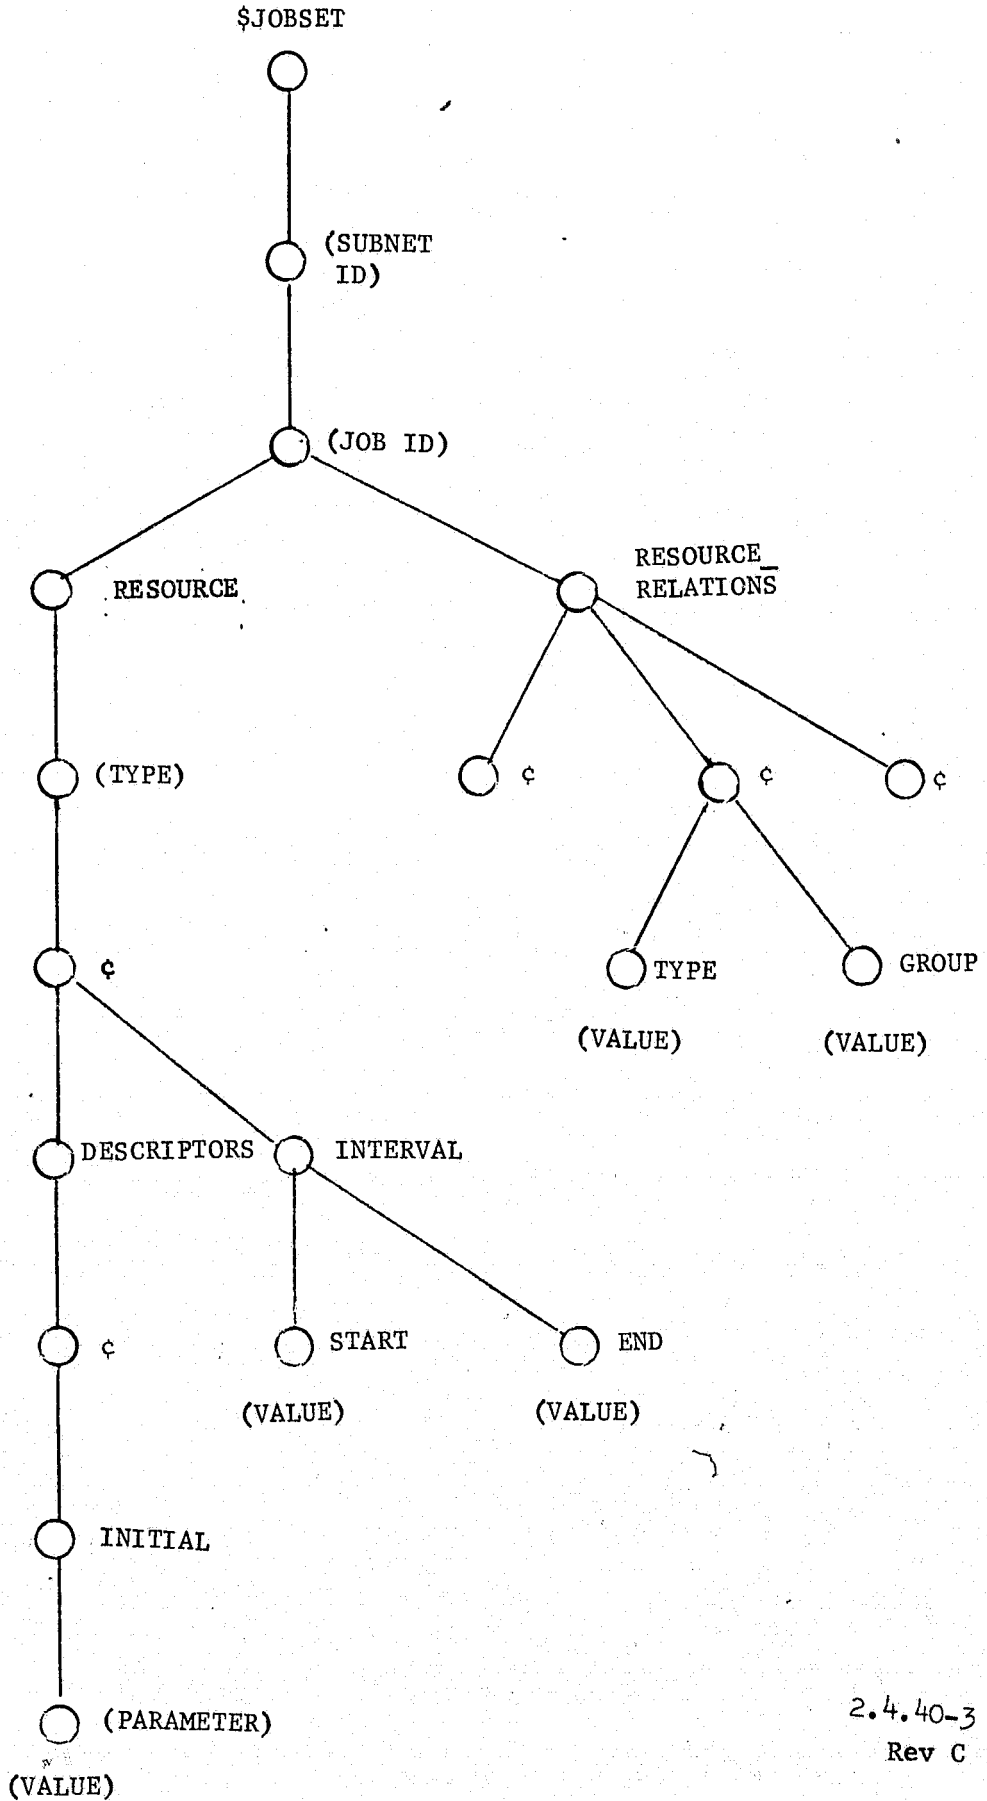 $JOBSET
(SUBNET
ID)
(JOB ID)
RESOURCE
RESOURCE_
RELATIONS
(TYPE)
¢
¢
¢
¢
TYPE
GROUP
(VALUE)
(VALUE)
DESCRIPTORS
INTERVAL
¢
START
END
(VALUE)
(VALUE)
INITIAL
(PARAMETER)
(VALUE)
2.4.40-3
Rev C